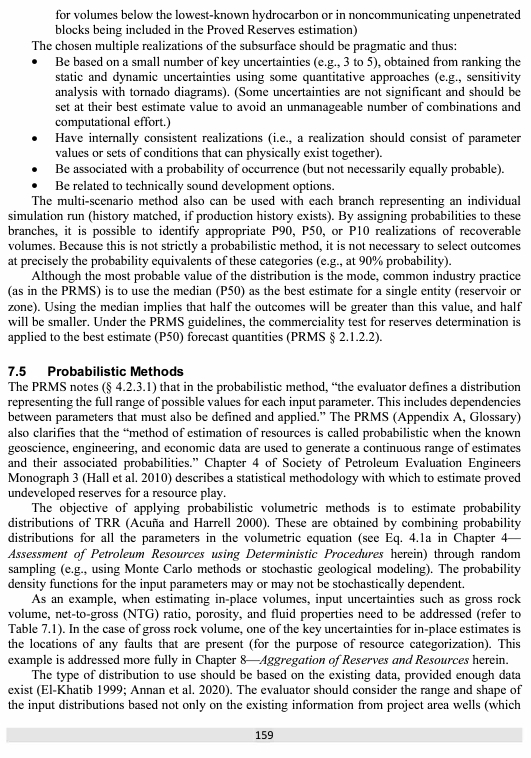 for volumes below the lowest-known hydrocarbon or in noncommunicating unpenetrated
blocks being included in the Proved Reserves estimation)
The chosen multiple realizations of the subsurface should be pragmatic and thus:
• Be based on a small number of key uncertainties (e.g., 3 to 5), obtained from ranking the
static and dynamic uncertainties using some quantitative approaches (e.g., sensitivity
analysis with tornado diagrams). (Some uncertainties are not significant and should be
set at their best estimate value to avoid an unmanageable number of combinations and
computational effort.)
• Have internally consistent realizations (i.e., a realization should consist of parameter
values or sets of conditions that can physically exist together).
• Be associated with a probability of occurrence (but not necessarily equally probable).
• Be related to technically sound development options.
The multi-scenario method also can be used with each branch representing an individual
simulation run (history matched, if production history exists). By assigning probabilities to these
branches, it is possible to identify appropriate P90, P50, or P10 realizations of recoverable
volumes. Because this is not strictly a probabilistic method, it is not necessary to select outcomes
at precisely the probability equivalents of these categories (e.g., at 90% probability).
Although the most probable value of the distribution is the mode, common industry practice
(as in the PRMS) is to use the median (P50) as the best estimate for a single entity (reservoir or
zone). Using the median implies that half the outcomes will be greater than this value, and half
will be smaller. Under the PRMS guidelines, the commerciality test for reserves determination is
applied to the best estimate (P50) forecast quantities (PRMS § 2.1.2.2).
7.5 Probabilistic Methods
The PRMS notes (§ 4.2.3.1) that in the probabilistic method, “the evaluator defines a distribution
representing the full range of possible values for each input parameter. This includes dependencies
between parameters that must also be defined and applied.” The PRMS (Appendix A, Glossary)
also clarifies that the “method of estimation of resources is called probabilistic when the known
geoscience, engineering, and economic data are used to generate a continuous range of estimates
and their associated probabilities.” Chapter 4 of Society of Petroleum Evaluation Engineers
Monograph 3 (Hall et al. 2010) describes a statistical methodology with which to estimate proved
undeveloped reserves for a resource play.
The objective of applying probabilistic volumetric methods is to estimate probability
distributions of TRR (Acuña and Harrell 2000). These are obtained by combining probability
distributions for all the parameters in the volumetric equation (see Eq. 4.1a in Chapter 4—
Assessment of Petroleum Resources using Deterministic Procedures herein) through random
sampling (e.g., using Monte Carlo methods or stochastic geological modeling). The probability
density functions for the input parameters may or may not be stochastically dependent.
As an example, when estimating in-place volumes, input uncertainties such as gross rock
volume, net-to-gross (NTG) ratio, porosity, and fluid properties need to be addressed (refer to
Table 7.1). In the case of gross rock volume, one of the key uncertainties for in-place estimates is
the locations of any faults that are present (for the purpose of resource categorization). This
example is addressed more fully in Chapter 8—Aggregation of Reserves and Resources herein.
The type of distribution to use should be based on the existing data, provided enough data
exist (El-Khatib 1999; Annan et al. 2020). The evaluator should consider the range and shape of
the input distributions based not only on the existing information from project area wells (which
159